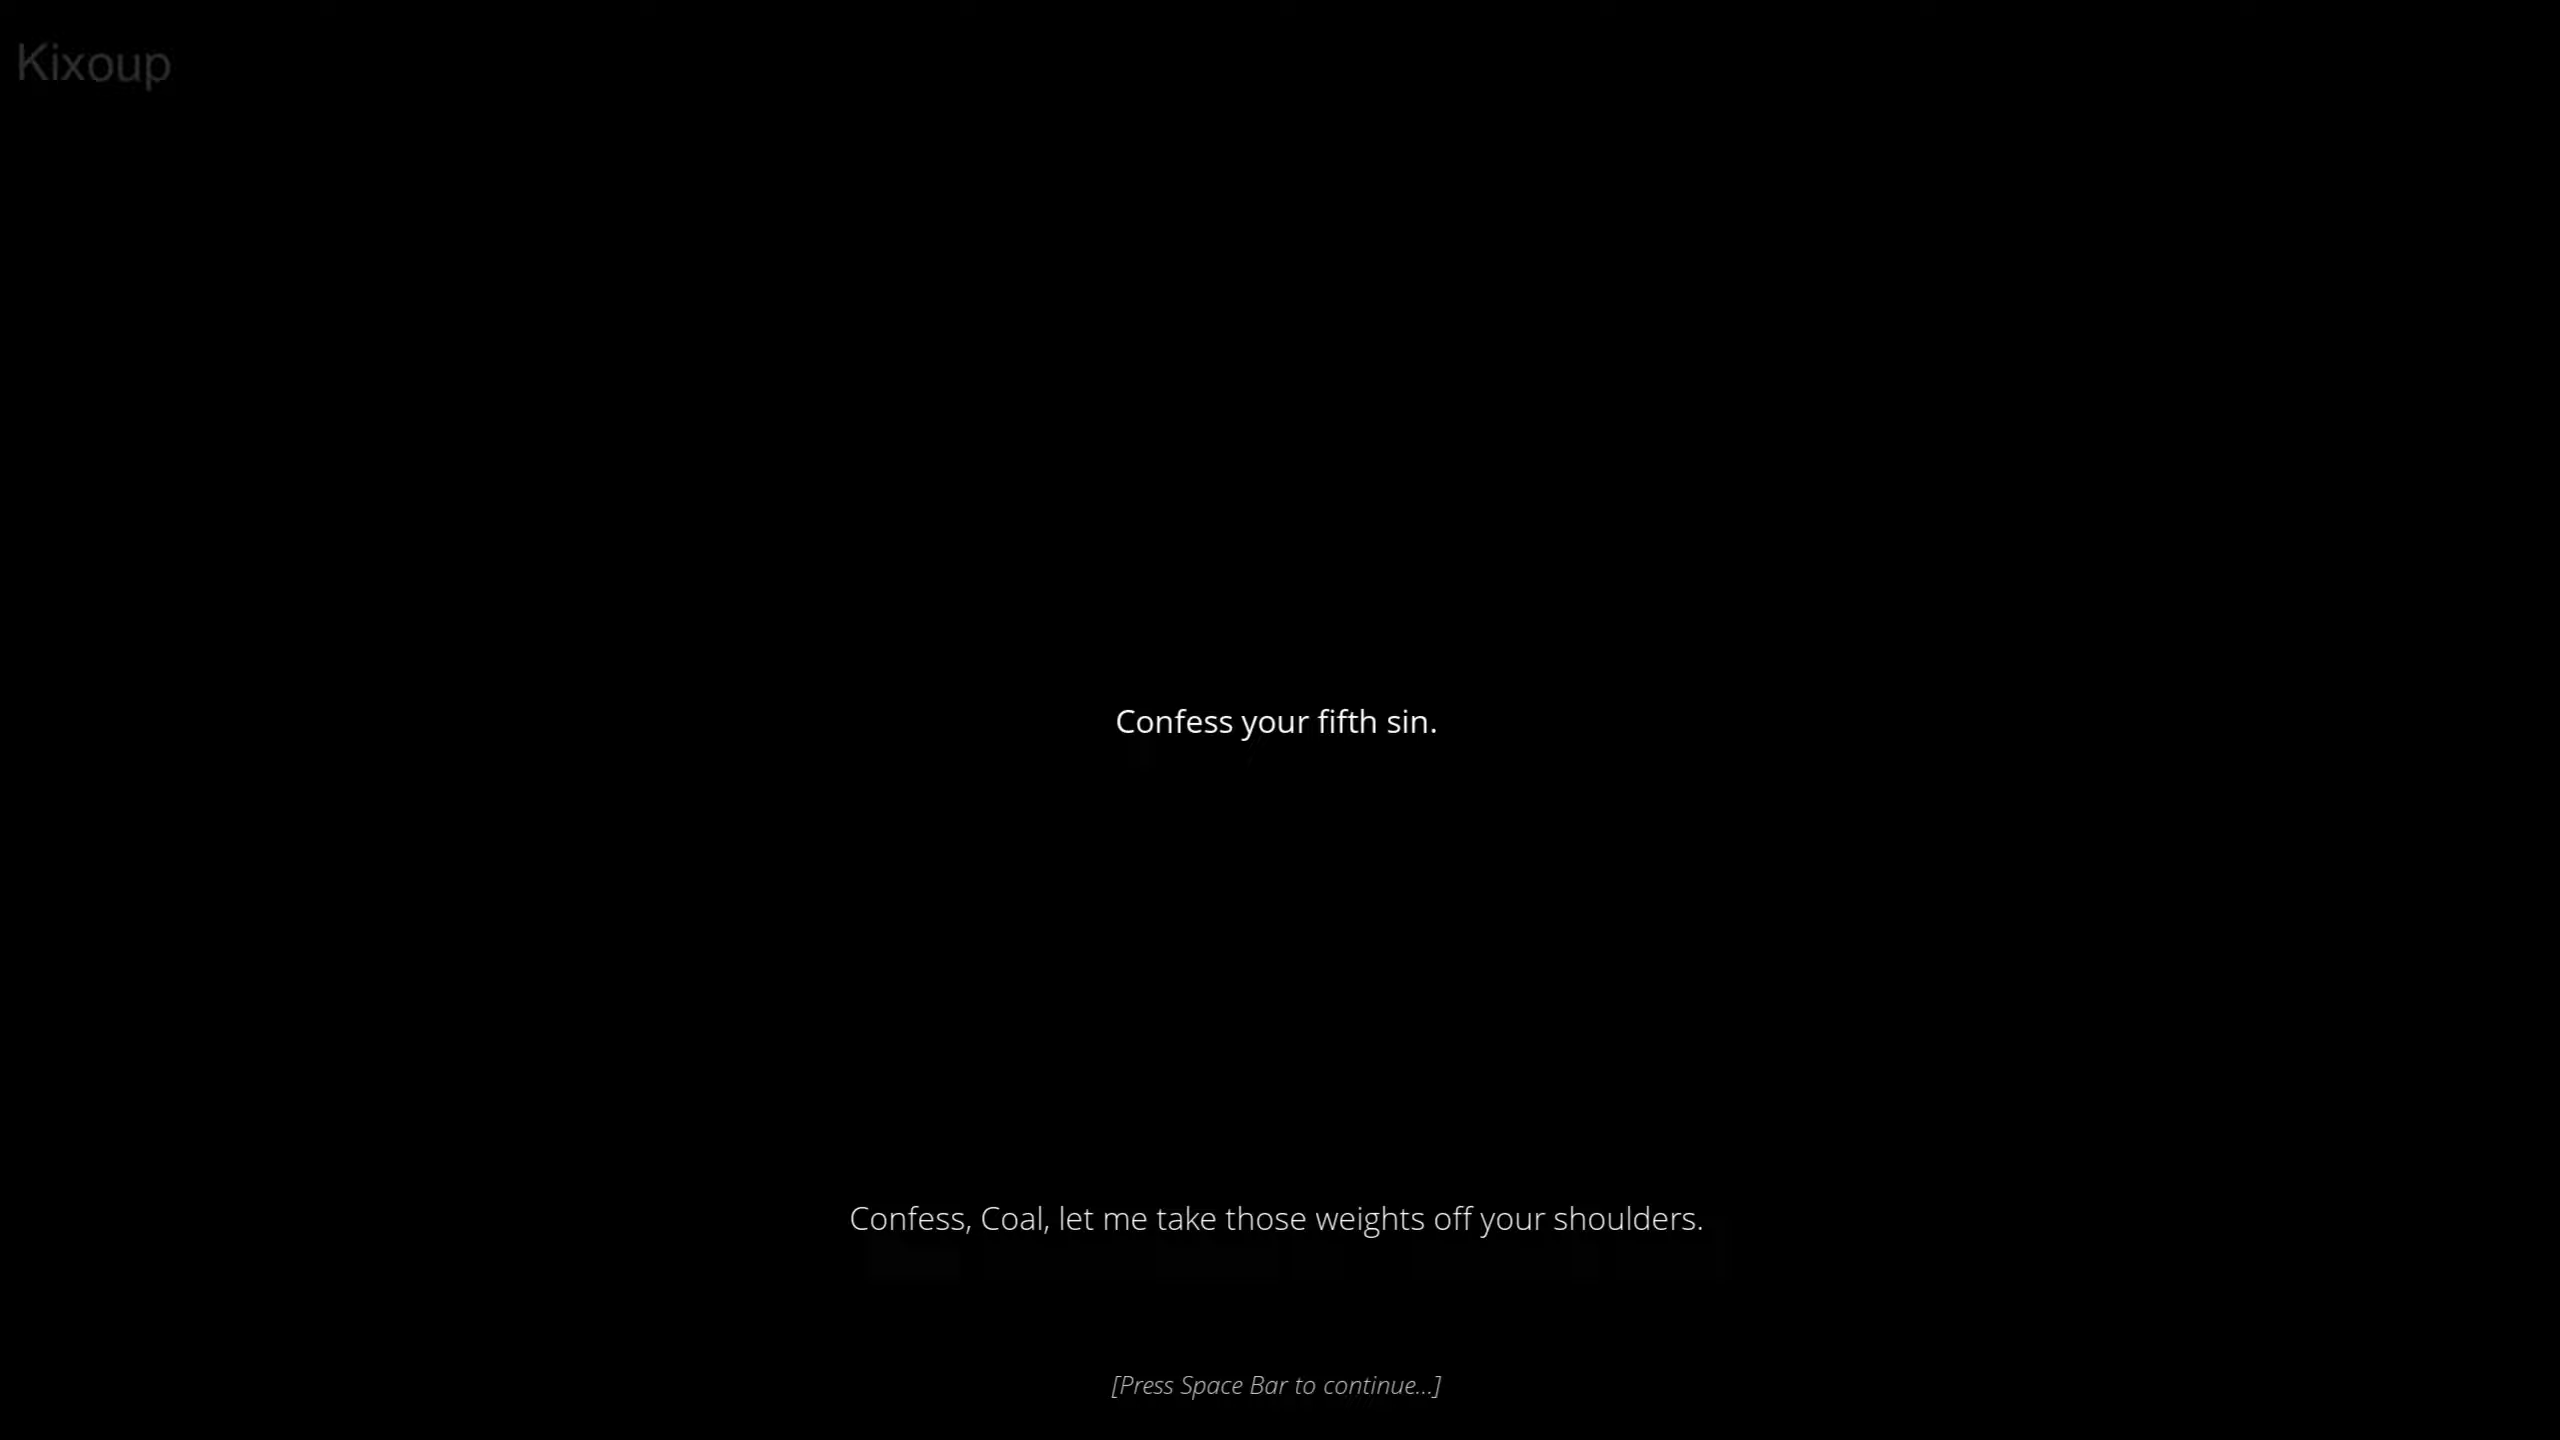 Kixoup
Confess your fifth sin.
Confess, Coal, let me take those weights off your shoulders.
[Press Space Bar to continue...]